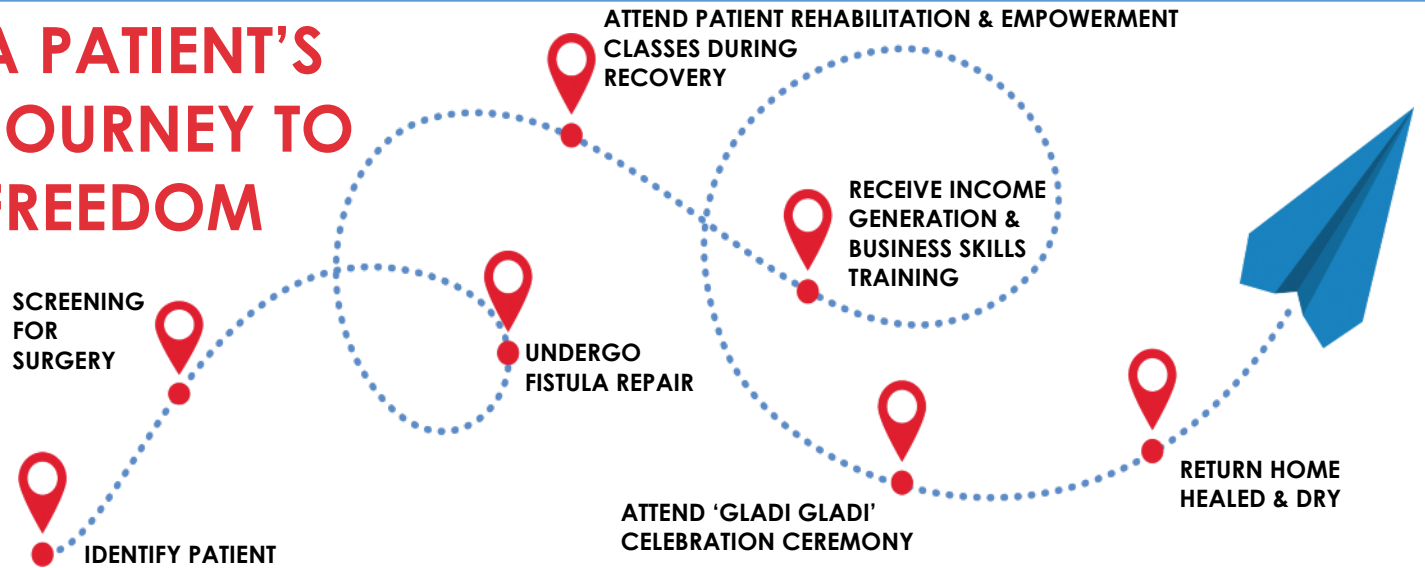 A PATIENT’S
OURNEY TO
FREEDOM
ATTEND PATIENT REHABILITATION & EMPOWERMENT
CLASSES DURING
RECOVERY
RECEIVE INCOME
GENERATION &
BUSINESS SKILLS
TRAINING
SCREENING
FOR
SURGERY
UNDERGO
FISTULA REPAIR
IDENTIFY PATIENT
ATTEND ‘GLADI GLADI’
CELEBRATION CEREMONY
RETURN HOME
HEALED & DRY